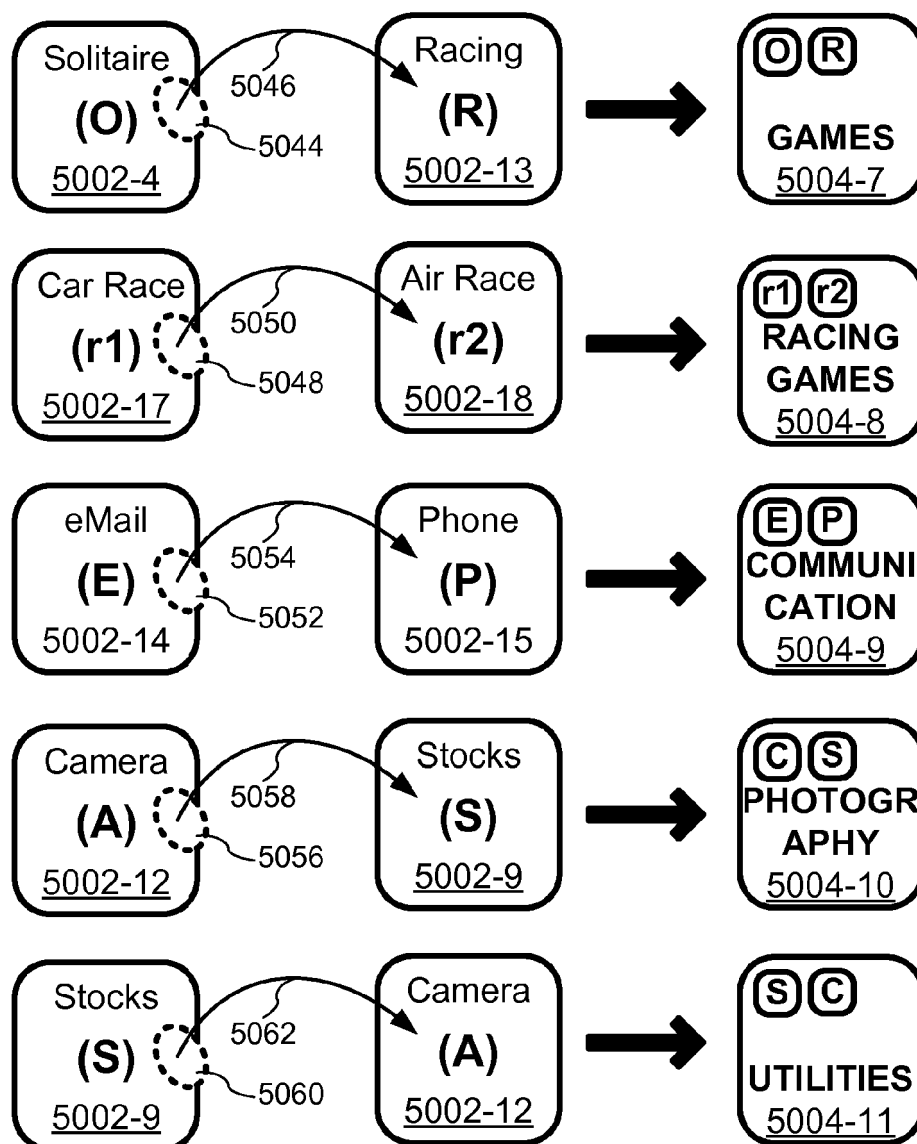 Solitaire
(O)
5002-4
5046
5044
Racing
(R)
5002-13
O R
GAMES
5004-7
Car Race
(r1)
5002-17
5050
5048
Air Race
(r2)
5002-18
r1 r2
RACING
GAMES
5004-8
eMail
(E)
5002-14
5054
5052
Phone
(P)
5002-15
E P
COMMUNI
CATION
5004-9
Camera
(A)
5002-12
5058
5056
Stocks
(S)
5002-9
C S
PHOTOGR
APHY
5004-10
Stocks
(S)
5002-9
5062
5060
Camera
(A)
5002-12
S C
UTILITIES
5004-11